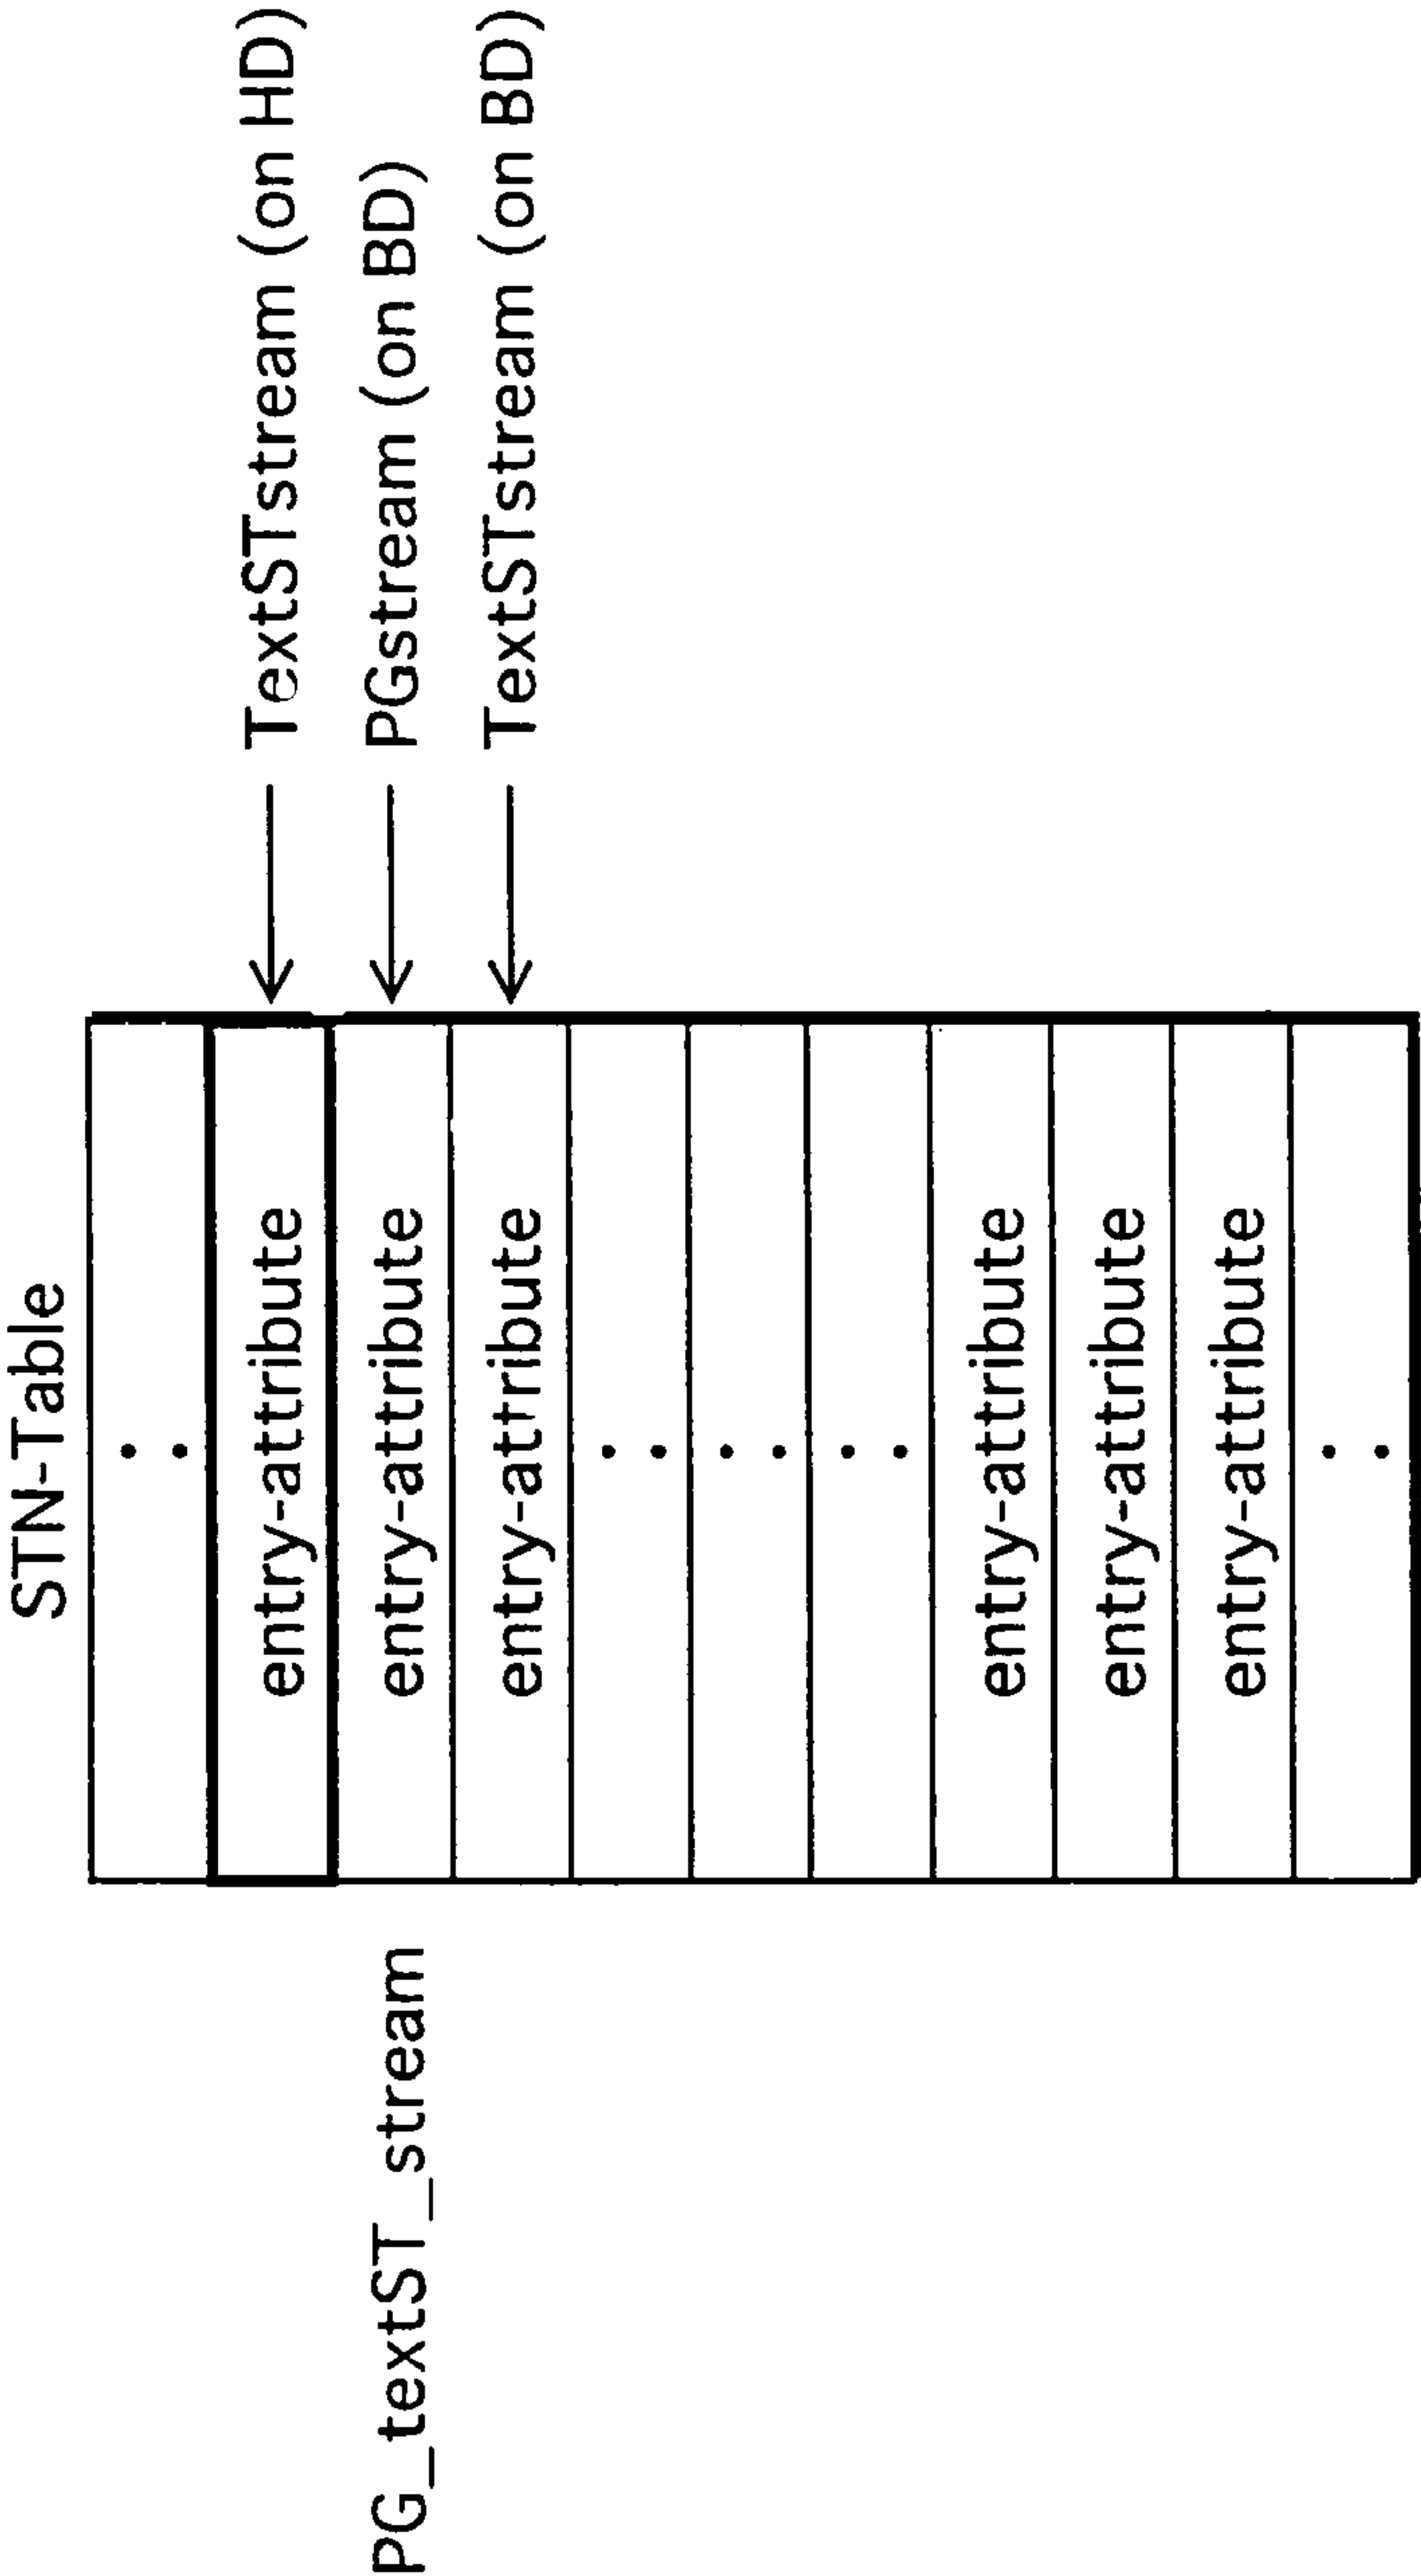 STN-Table
. .
entry-attribute ← TextSTstream (on HD)
PG_textST_stream entry-attribute ← PGstream (on BD)
entry-attribute ← TextSTstream (on BD)
. .
. .
. .
entry-attribute
entry-attribute
entry-attribute
. .